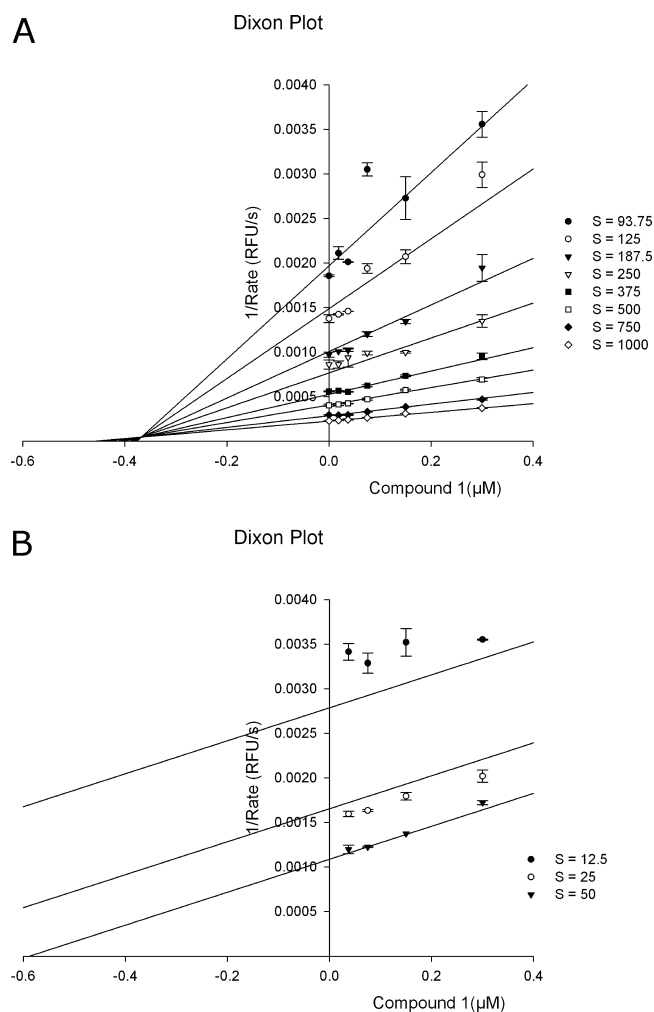 A
Dixon Plot
0.0040
0.0035
0.0030
0.0025
0.0020
0.0015
0.0010
0.0005
1/Rate (RFU/s)
-0.6 -0.4 -0.2 0.0 0.2 0.4
Compound 1(µM)
S = 93.75
S = 125
S = 187.5
S = 250
S = 375
S = 500
S = 750
S = 1000
B
Dixon Plot
0.0040
0.0035
0.0030
0.0025
0.0020
0.0015
0.0010
0.0005
1/Rate (RFU/s)
-0.6 -0.4 -0.2 0.0 0.2 0.4
Compound 1(µM)
S = 12.5
S = 25
S = 50